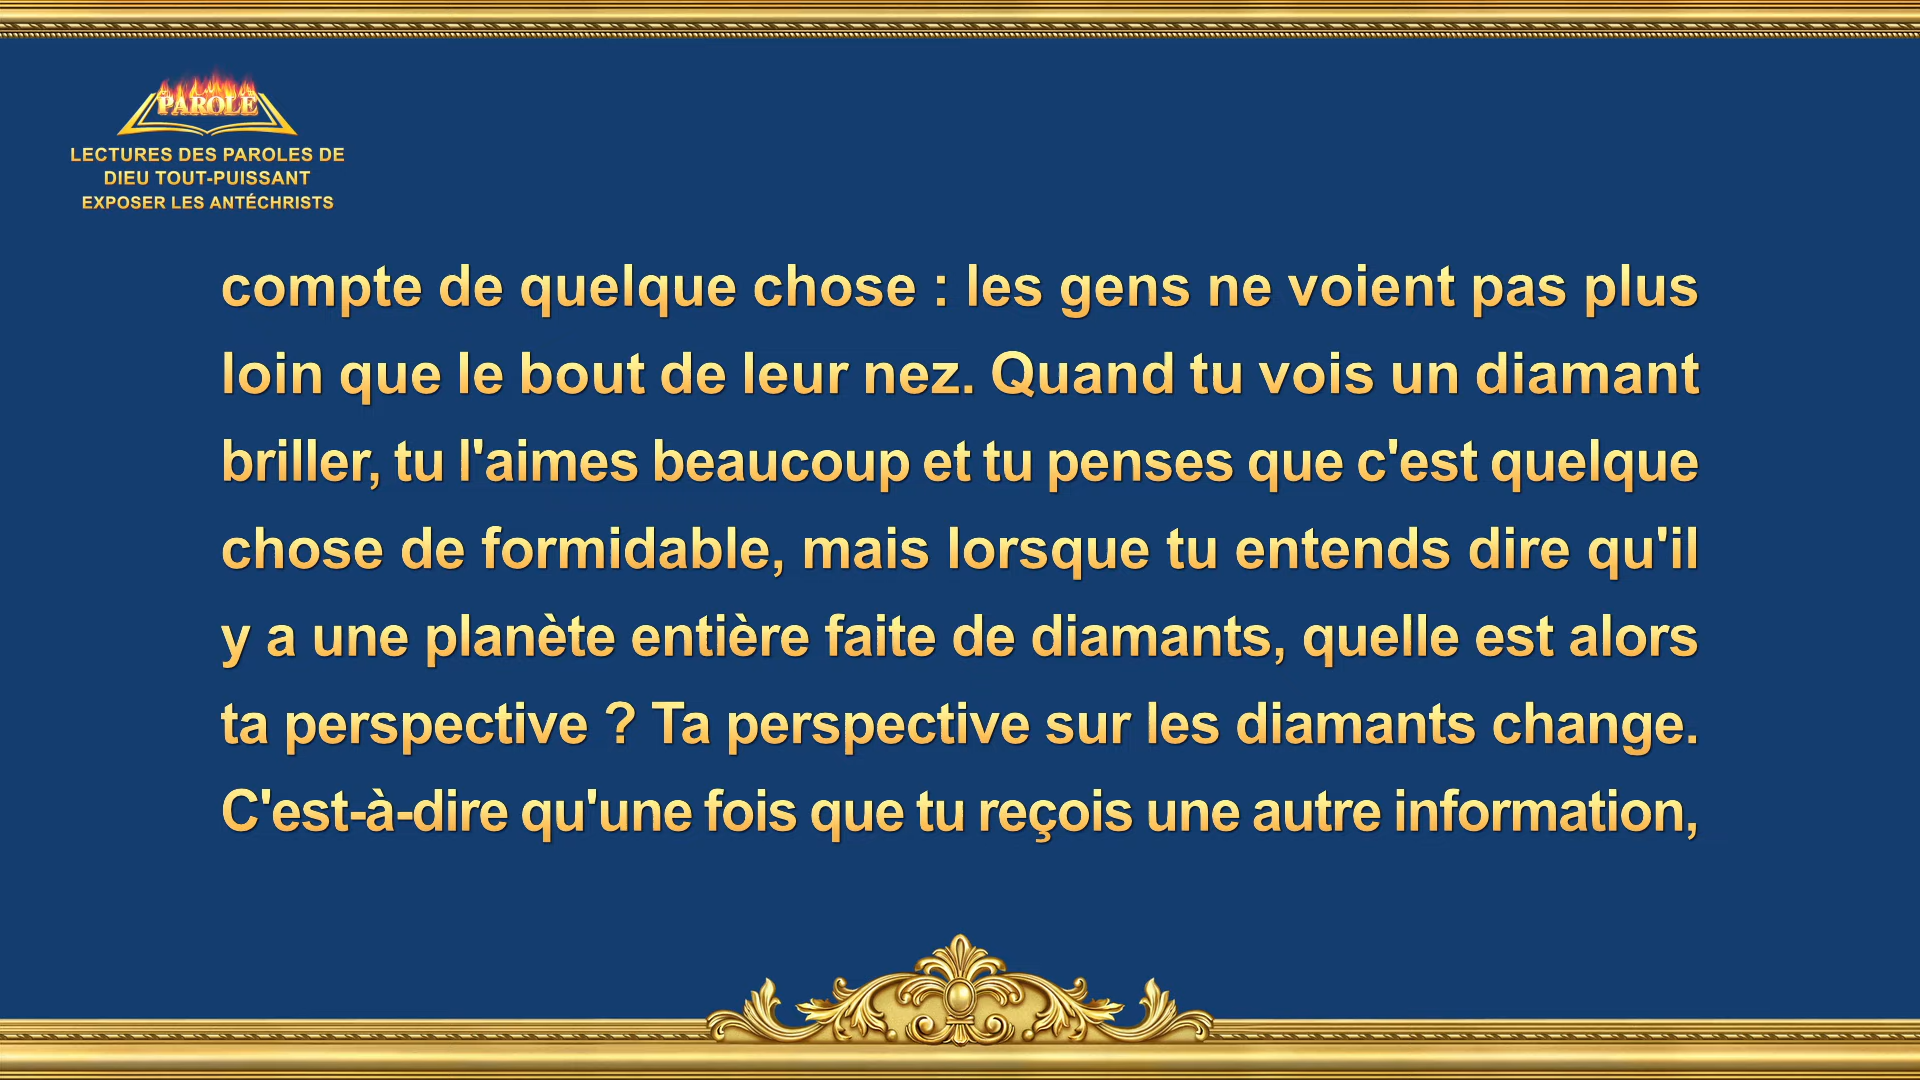 PAROLE
LECTURES DES PAROLES DE
DIEU TOUT-PUISSANT
EXPOSER LES ANTÉCHRISTS
compte de quelque chose : les gens ne voient pas plus
loin que le bout de leur nez. Quand tu vois un diamant
briller, tu l'aimes beaucoup et tu penses que c'est quelque
chose de formidable, mais lorsque tu entends dire qu'il
y a une planète entière faite de diamants, quelle est alors
ta perspective ? Ta perspective sur les diamants change.
C'est-à-dire qu'une fois que tu reçois une autre information,